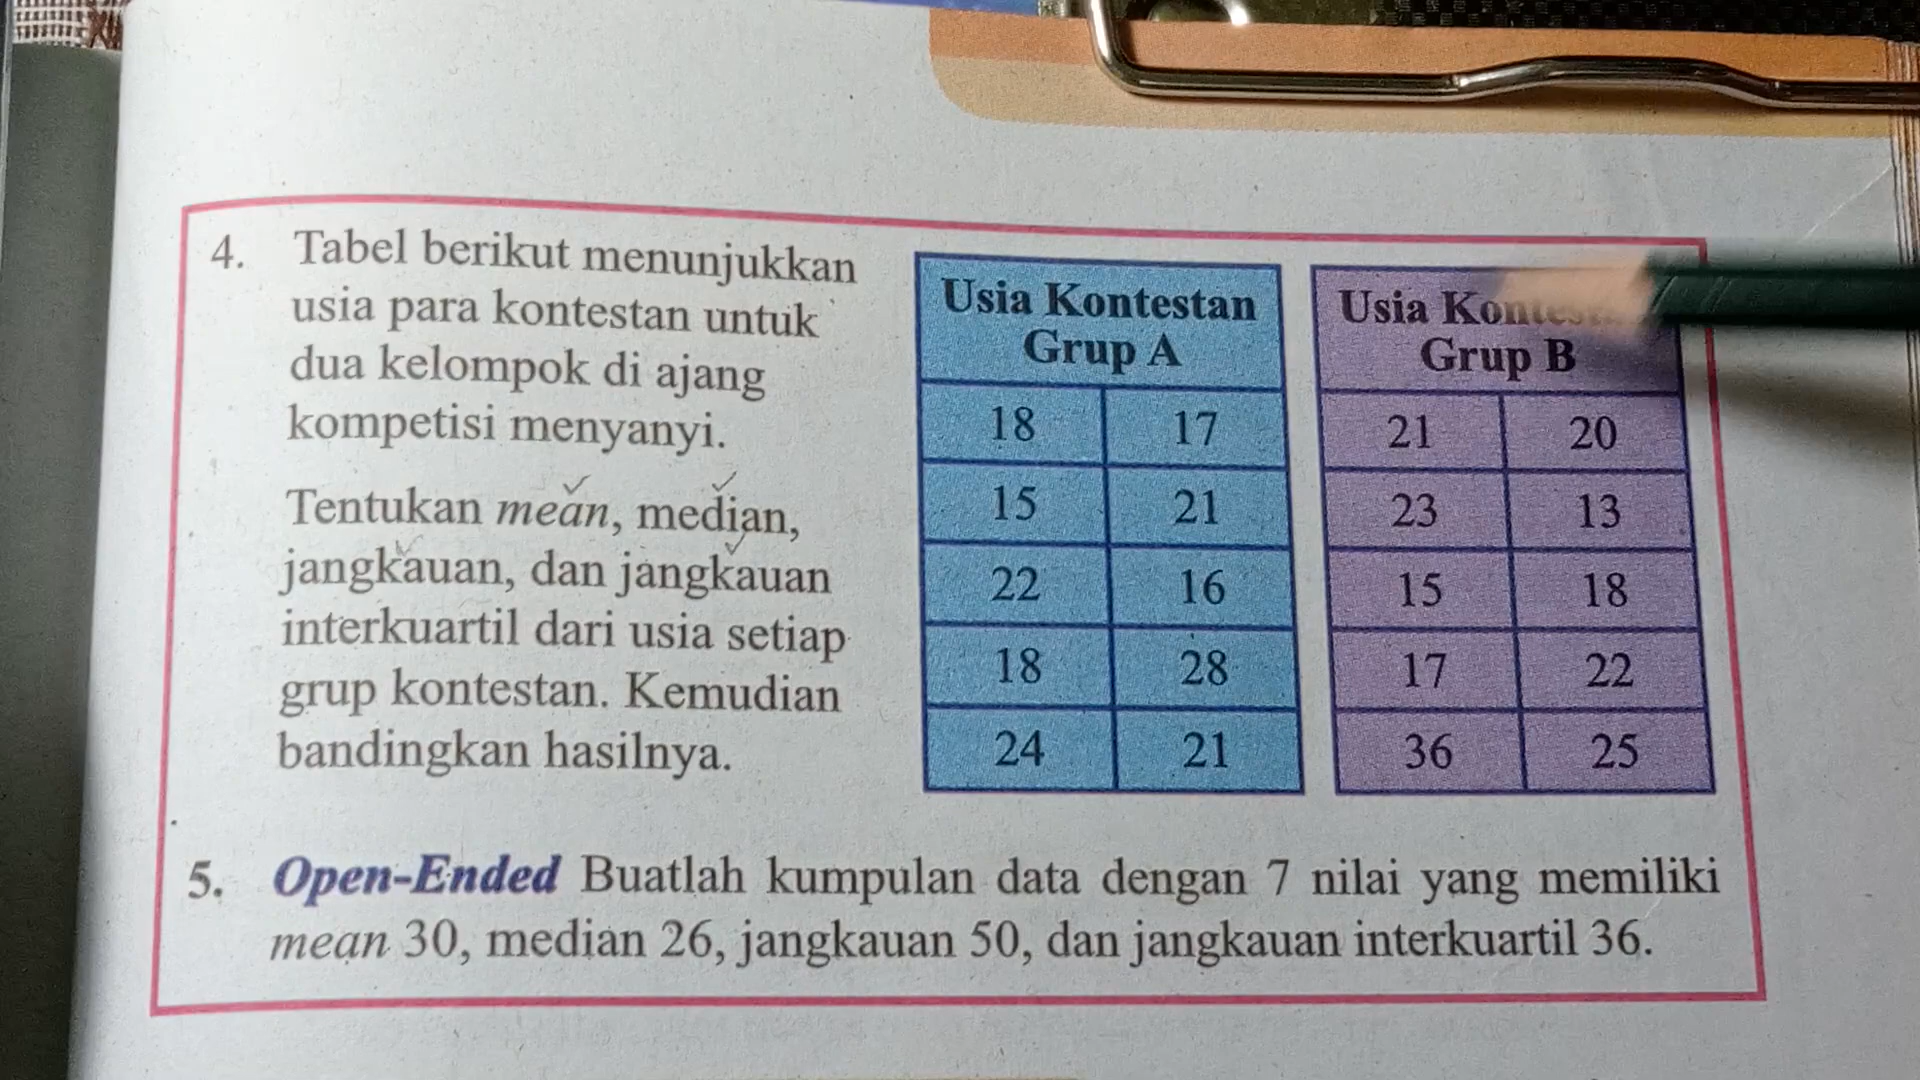 4. Tabel berikut menunjukkan
usia para kontestan untuk
dua kelompok di ajang
kompetisi menyanyi.
Tentukan mean, median,
jangkauan, dan jangkauan
interkuartil dari usia setiap
grup kontestan. Kemudian
bandingkan hasilnya.
Usia Kontestan
Grup A
18 17
15 21
22 16
18 28
24 21
Usia
Grup B
21 20
23 13
15 18
17 22
36 25
5. Open-Ended Buatlah kumpulan data dengan 7 nilai yang memiliki
mean 30, median 26, jangkauan 50, dan jangkauan interkuartil 36.